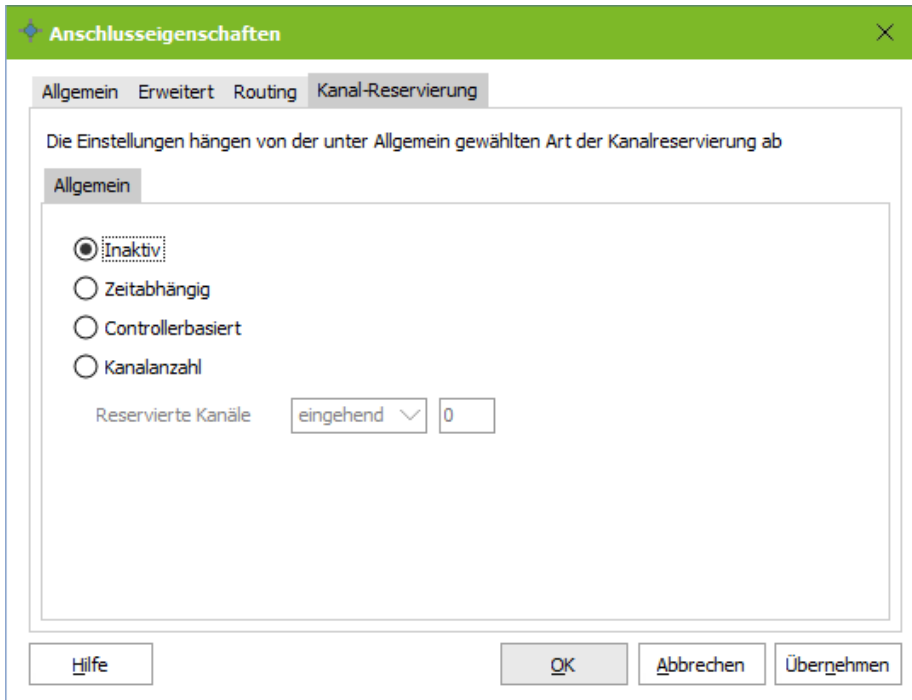 Anschlusseigenschaften
Allgemein Erweitert Routing Kanal-Reservierung
Die Einstellungen hängen von der unter Allgemein gewählten Art der Kanalreservierung ab
Allgemein
Inaktiv
Zeitabhängig
Controllerbasiert
Kanalanzahl
Reservierte Kanäle eingehend 0
Hilfe OK Abbrechen Übernehmen